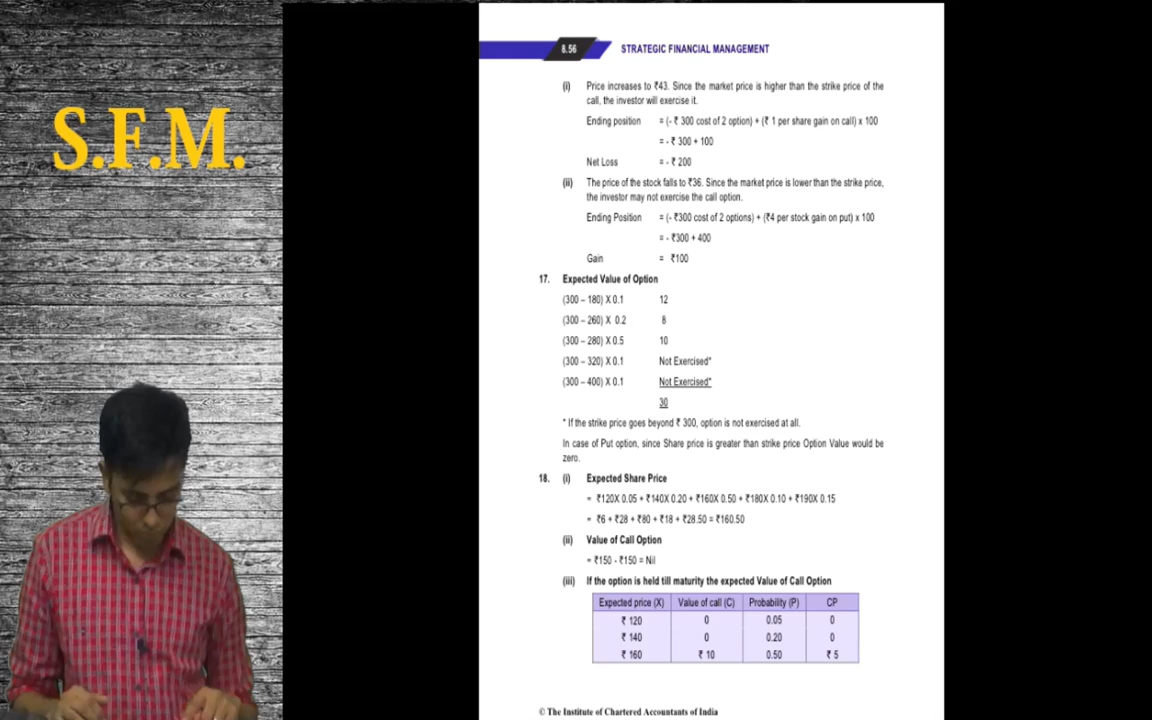 S.F.M.
8.56 STRATEGIC FINANCIAL MANAGEMENT
(i) Price increases to ₹43. Since the market price is higher than the strike price of the
call, the investor will exercise it.
Ending position = (- ₹ 300 cost of 2 option) + (₹ 1 per share gain on call) x 100
= - ₹ 300 + 100
Net Loss = - ₹ 200
(ii) The price of the stock falls to ₹36. Since the market price is lower than the strike price,
the investor may not exercise the call option.
Ending Position = (- ₹300 cost of 2 options) + (₹4 per stock gain on put) x 100
= - ₹300 + 400
Gain = ₹100
17. Expected Value of Option
(300 – 180) X 0.1 12
(300 – 260) X 0.2 8
(300 – 280) X 0.5 10
(300 – 320) X 0.1 Not Exercised*
(300 – 400) X 0.1 Not Exercised*
30
* If the strike price goes beyond ₹ 300, option is not exercised at all.
In case of Put option, since Share price is greater than strike price Option Value would be
zero.
18. (i) Expected Share Price
= ₹120X 0.05 + ₹140X 0.20 + ₹160X 0.50 + ₹180X 0.10 + ₹190X 0.15
= ₹6 + ₹28 + ₹80 + ₹18 + ₹28.50 = ₹160.50
(ii) Value of Call Option
= ₹150 - ₹150 = Nil
(iii) If the option is held till maturity the expected Value of Call Option
Expected price (X) Value of call (C) Probability (P) CP
₹ 120 0 0.05 0
₹ 140 0 0.20 0
₹ 160 ₹ 10 0.50 ₹ 5
© The Institute of Chartered Accountants of India